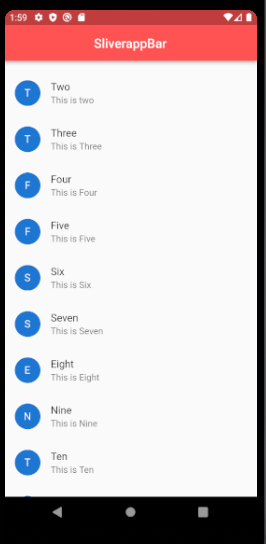 1:59
SliverappBar
T
Two
This is two
T
Three
This is Three
F
Four
This is Four
F
Five
This is Five
S
Six
This is Six
S
Seven
This is Seven
E
Eight
This is Eight
N
Nine
This is Nine
T
Ten
This is Ten